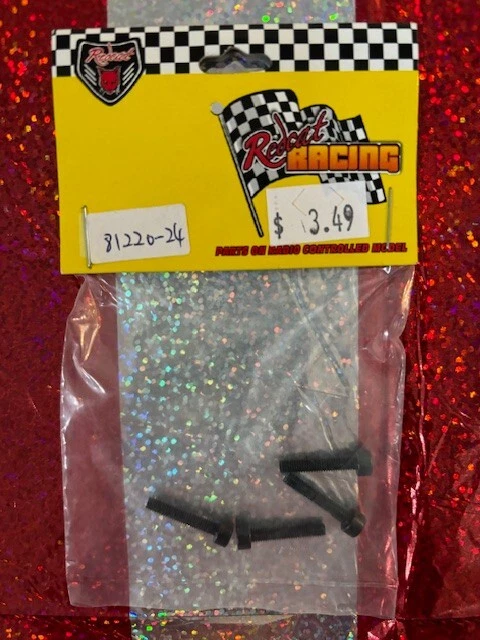 Redcat
Redcat
RACING
$ 3.49
81220-24
PARTS ON RADIO CONTROLLED MODEL